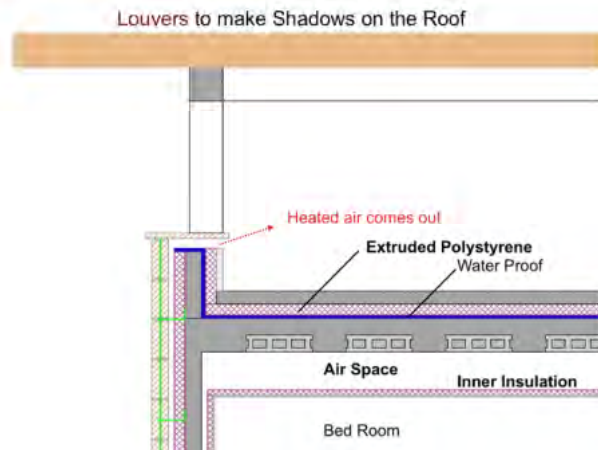 Louvers to make Shadows on the Roof
Heated air comes out
Extruded Polystyrene
Water Proof
Air Space
Inner Insulation
Bed Room